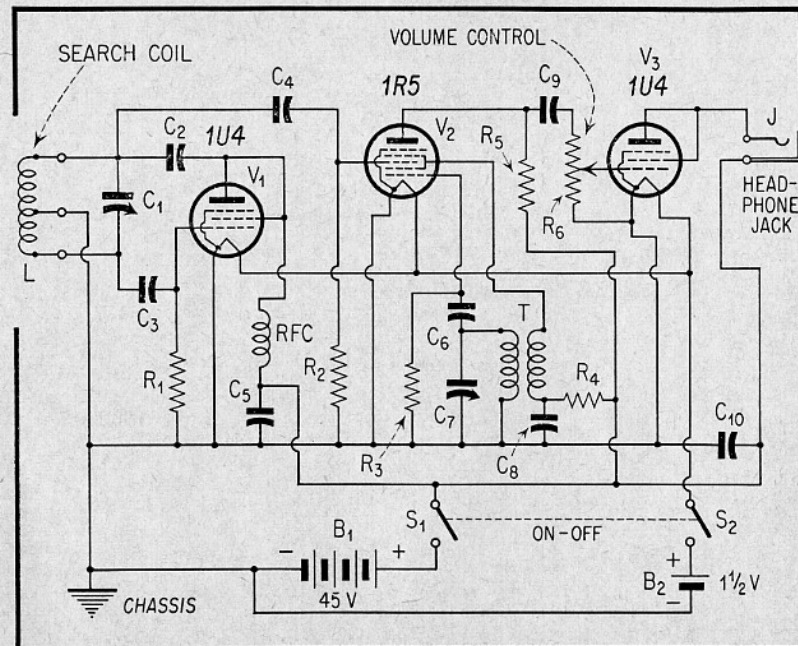 SEARCH COIL
VOLUME CONTROL
C4
1R5
V3
1U4
C9
C2
1U4
V1
V2
R5
J
C1
R6
HEAD-
PHONE
JACK
L
C3
RFC
C6
T
R1
R2
R4
C5
C7
C10
R3
C8
S1
ON-OFF
S2
B1
- +
45 V
+
B2
1½ V
-
CHASSIS